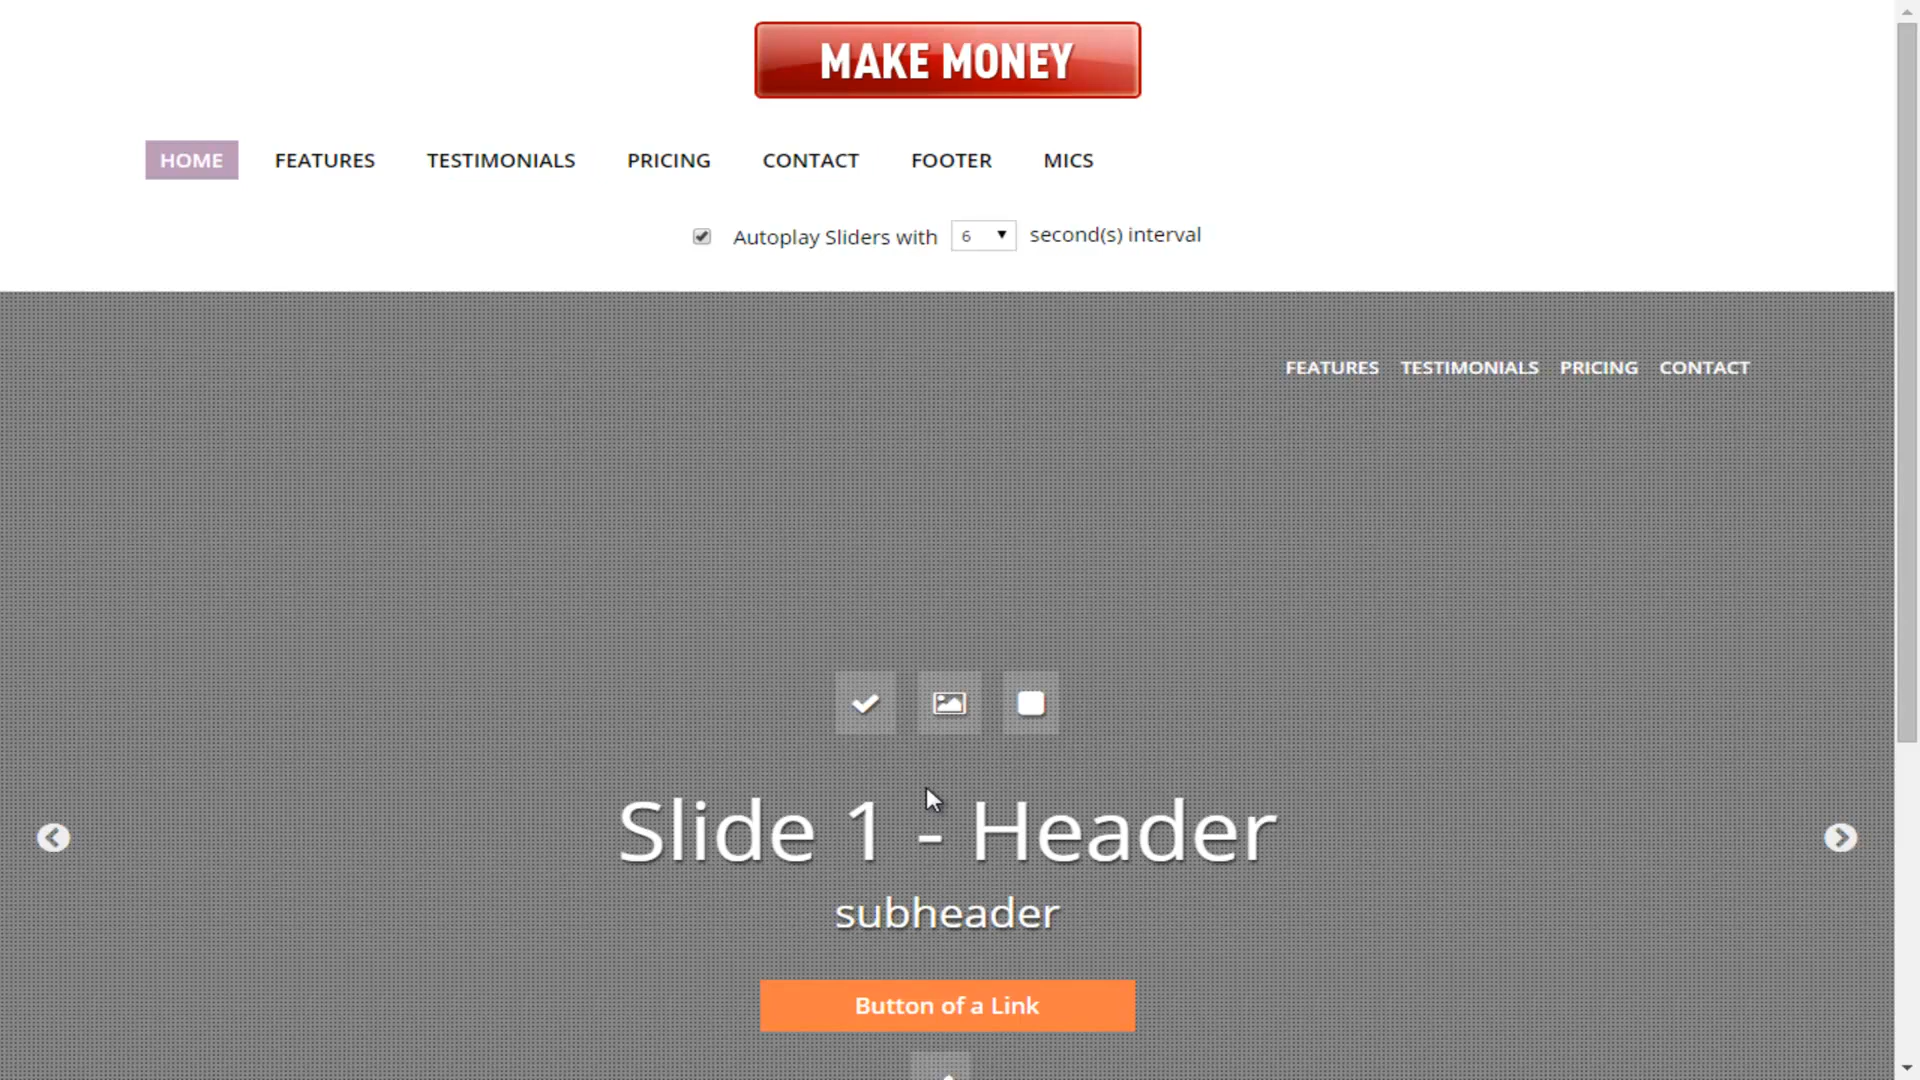 MAKE MONEY
HOME FEATURES TESTIMONIALS PRICING CONTACT FOOTER MICS
Autoplay Sliders with 6 second(s) interval
FEATURES TESTIMONIALS PRICING CONTACT
Slide 1 - Header
subheader
Button of a Link